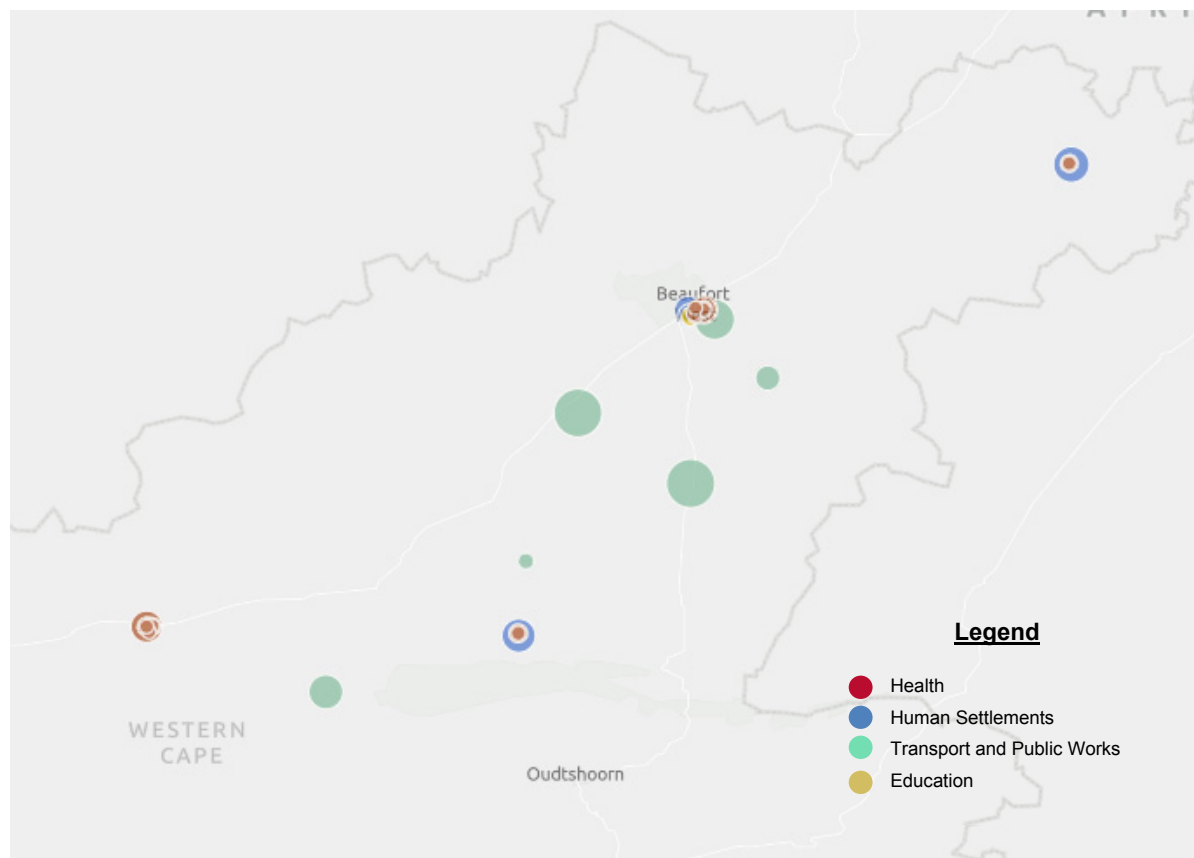 Beaufort
WESTERN
CAPE
Oudtshoorn
Legend
Health
Human Settlements
Transport and Public Works
Education